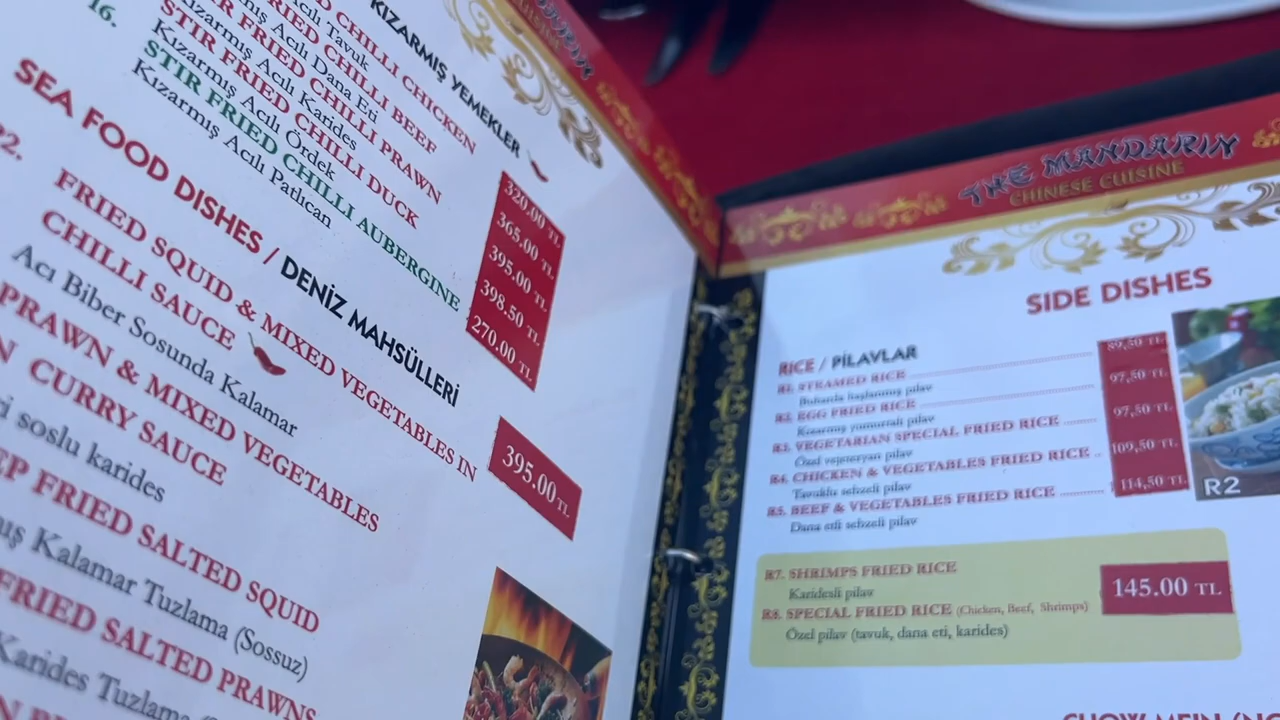 KIZARMIŞ YEMEKLER
CHILLI CHICKEN
Acılı Tavuk
FRIED CHILLI BEEF
Acılı Dana Eti
FRIED CHILLI PRAWN
Kızarmış Acılı Karides
STIR FRIED CHILLI DUCK
Kızarmış Acılı Ördek
16. STIR FRIED CHILLI AUBERGINE
Kızarmış Acılı Patlıcan
320.00 TL
365.00 TL
395.00 TL
398.50 TL
270.00 TL
SEA FOOD DISHES / DENİZ MAHSÜLLERİ
FRIED SQUID & MIXED VEGETABLES IN
CHILLI SAUCE
Acı Biber Sosunda Kalamar
395.00 TL
PRAWN & MIXED VEGETABLES
CURRY SAUCE
soslu karides
FRIED SALTED SQUID
Kalamar Tuzlama (Sossuz)
FRIED SALTED PRAWNS
Karides Tuzlama
THE MANDARIN
CHINESE CUISINE
SIDE DISHES
RICE / PİLAVLAR
R1. STEAMED RICE
Buharda haşlanmış pilav
R2. EGG FRIED RICE
Kızarmış yumurtalı pilav
R3. VEGETARIAN SPECIAL FRIED RICE
Özel vejeteryan pilav
R4. CHICKEN & VEGETABLES FRIED RICE
Tavuklu sebzeli pilav
R5. BEEF & VEGETABLES FRIED RICE
Dana etli sebzeli pilav
89,50 TL
97,50 TL
97,50 TL
109,50 TL
114,50 TL
R2
R7. SHRIMPS FRIED RICE
Karidesli pilav
R8. SPECIAL FRIED RICE (Chicken, Beef, Shrimps)
Özel pilav (tavuk, dana eti, karides)
145.00 TL